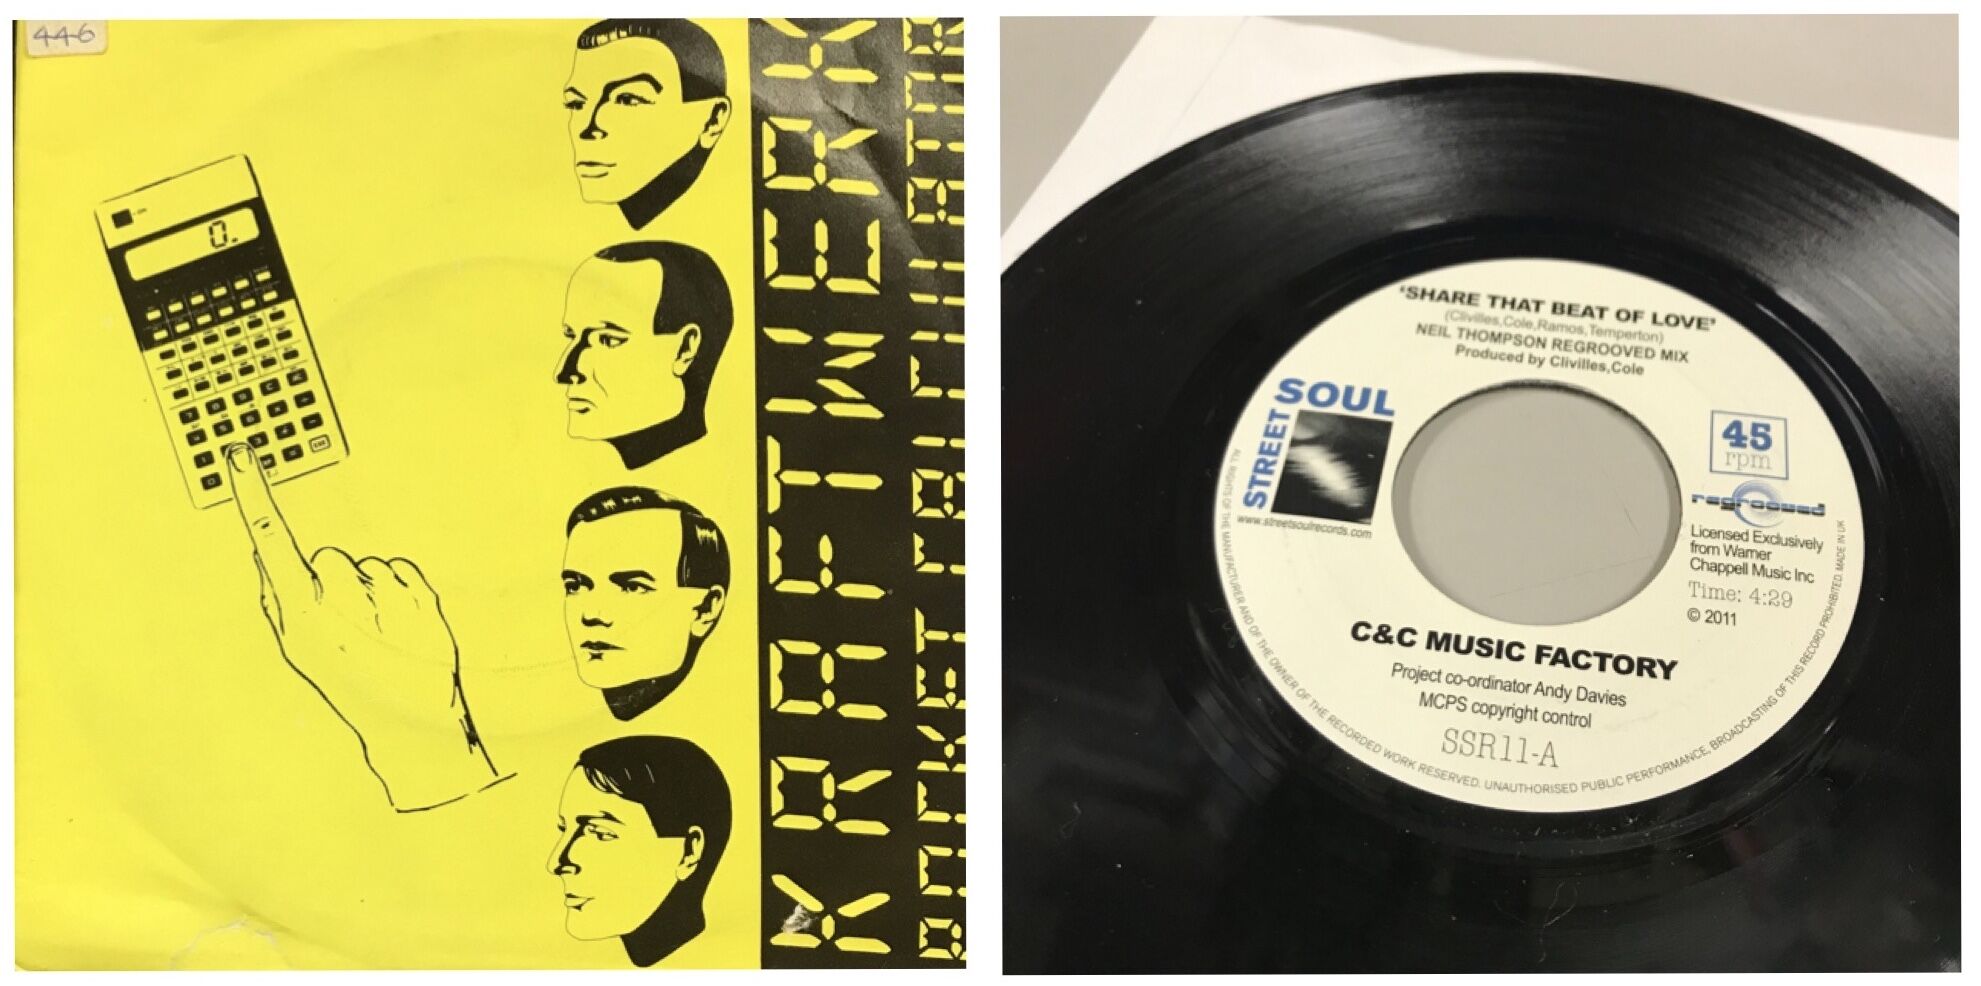 446
0.
KRAFTWERK
POCKET CALCULATOR
'SHARE THAT BEAT OF LOVE'
(Clivilles,Cole,Ramos,Temperton)
NEIL THOMPSON REGROOVED MIX
Produced by Clivilles,Cole
STREET SOUL
www.streetsoulrecords.com
45
rpm
regrooved
Licensed Exclusively
from Warner
Chappell Music Inc
Time: 4:29
© 2011
C&C MUSIC FACTORY
Project co-ordinator Andy Davies
MCPS copyright control
SSR11-A
ALL RIGHTS OF THE MANUFACTURER AND OF THE OWNER OF THE RECORDED WORK RESERVED. UNAUTHORISED PUBLIC PERFORMANCE, BROADCASTING OF THIS RECORD PROHIBITED. MADE IN UK